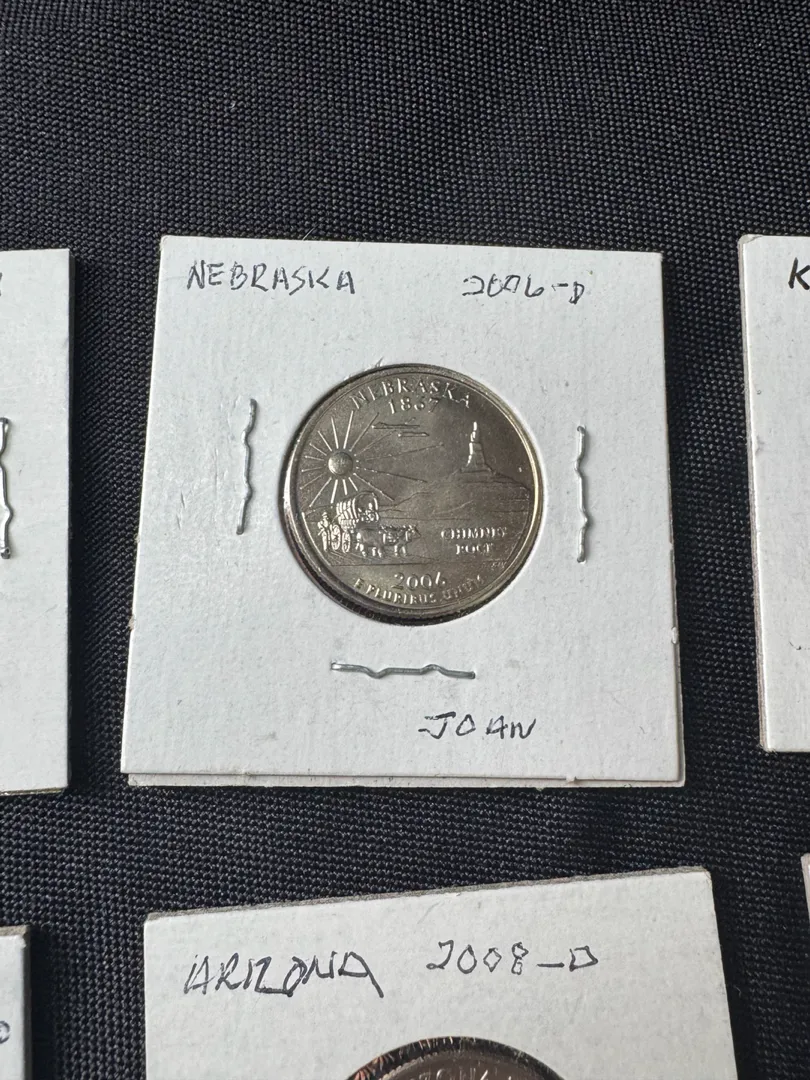 NEBRASKA 2006-D
NEBRASKA
1867
CHIMNEY
ROCK
2006
E PLURIBUS UNUM
-JOAN
K
ARIZONA 2008-D